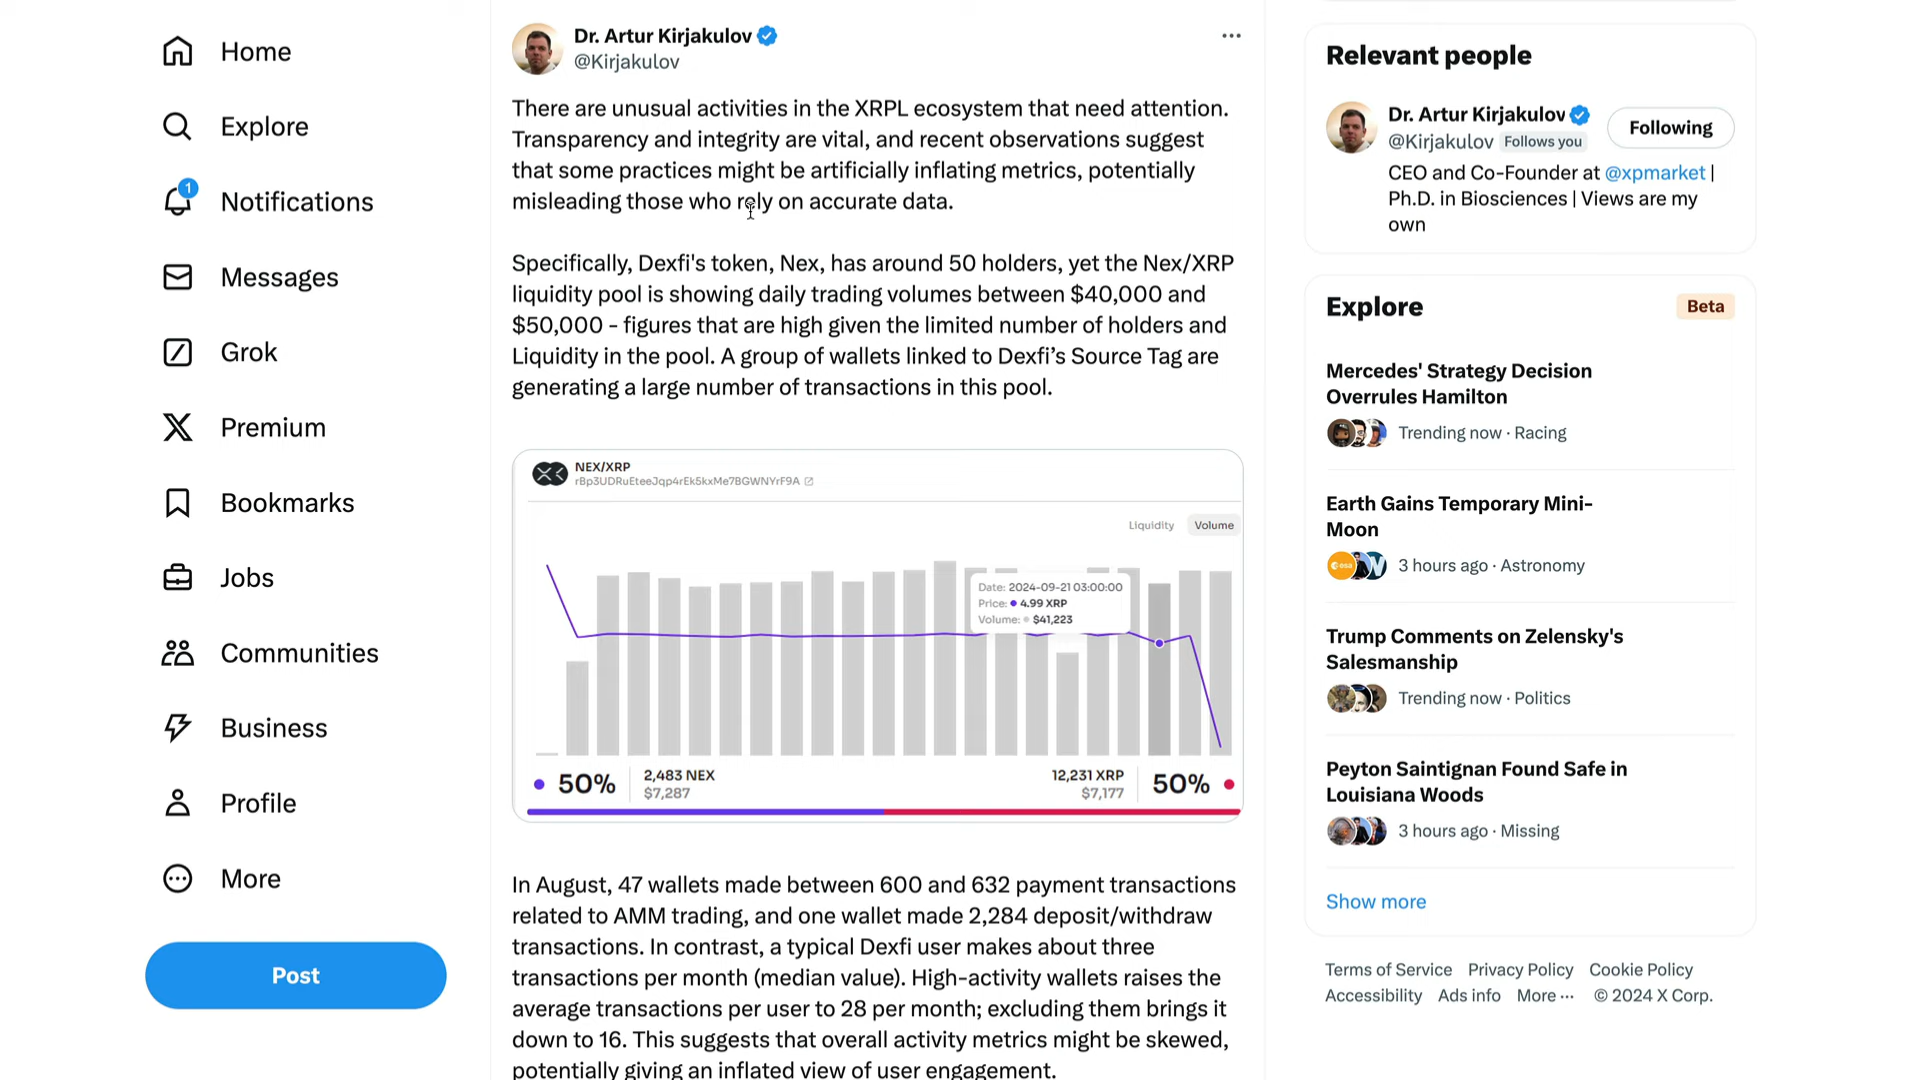 Home
Explore
1
Notifications
Messages
Grok
Premium
Bookmarks
Jobs
Communities
Business
Profile
More
Post
Dr. Artur Kirjakulov
@Kirjakulov
There are unusual activities in the XRPL ecosystem that need attention.
Transparency and integrity are vital, and recent observations suggest
that some practices might be artificially inflating metrics, potentially
misleading those who rely on accurate data.
Specifically, Dexfi's token, Nex, has around 50 holders, yet the Nex/XRP
liquidity pool is showing daily trading volumes between $40,000 and
$50,000 - figures that are high given the limited number of holders and
Liquidity in the pool. A group of wallets linked to Dexfi’s Source Tag are
generating a large number of transactions in this pool.
NEX/XRP
rBp3UDRuEteeJqp4rEk5kxMe7BGWNYrF9A
Liquidity Volume
Date: 2024-09-21 03:00:00
Price: 4.99 XRP
Volume: $41,223
50% 2,483 NEX
$7,287
12,231 XRP
$7,177
50%
In August, 47 wallets made between 600 and 632 payment transactions
related to AMM trading, and one wallet made 2,284 deposit/withdraw
transactions. In contrast, a typical Dexfi user makes about three
transactions per month (median value). High-activity wallets raises the
average transactions per user to 28 per month; excluding them brings it
down to 16. This suggests that overall activity metrics might be skewed,
potentially giving an inflated view of user engagement.
Relevant people
Dr. Artur Kirjakulov
@Kirjakulov Follows you
Following
CEO and Co-Founder at @xpmarket |
Ph.D. in Biosciences | Views are my
own
Explore Beta
Mercedes' Strategy Decision
Overrules Hamilton
Trending now · Racing
Earth Gains Temporary Mini-
Moon
esa
3 hours ago · Astronomy
Trump Comments on Zelensky's
Salesmanship
Trending now · Politics
Peyton Saintignan Found Safe in
Louisiana Woods
3 hours ago · Missing
Show more
Terms of Service Privacy Policy Cookie Policy
Accessibility Ads info More ··· © 2024 X Corp.